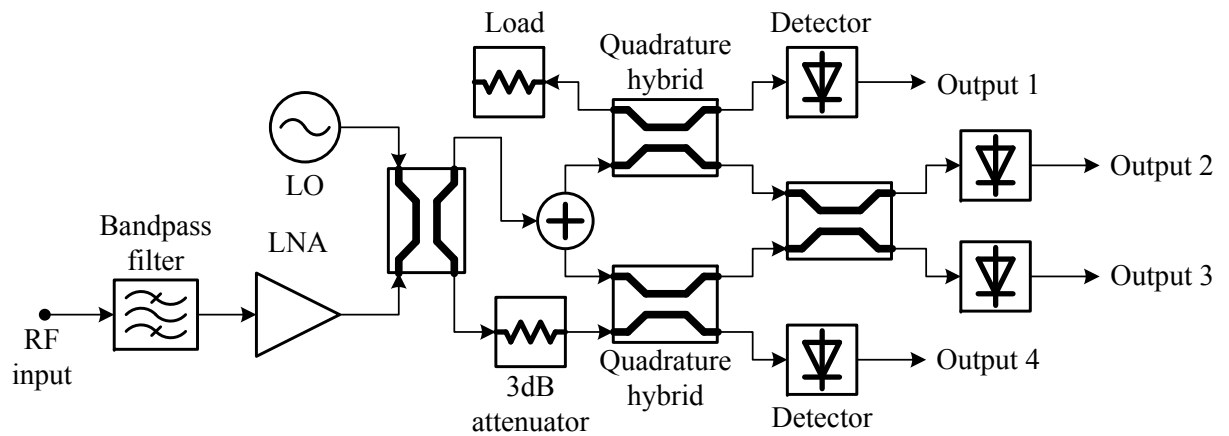 Load
Quadrature
hybrid
Detector
Output 1
LO
Output 2
Bandpass
filter
LNA
Output 3
RF
input
3dB
attenuator
Quadrature
hybrid
Output 4
Detector